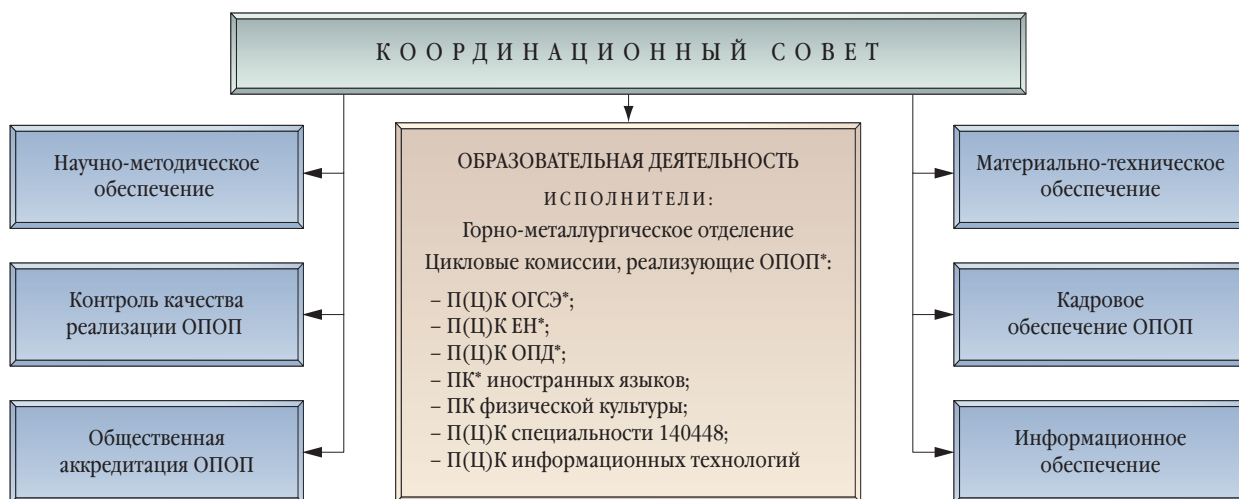 КООРДИНАЦИОННЫЙ СОВЕТ
Научно-методическое
обеспечение
Контроль качества
реализации ОПОП
Общественная
аккредитация ОПОП
ОБРАЗОВАТЕЛЬНАЯ ДЕЯТЕЛЬНОСТЬ
ИСПОЛНИТЕЛИ:
Горно-металлургическое отделение
Цикловые комиссии, реализующие ОПОП*:
– П(Ц)К ОГСЭ*;
– П(Ц)К ЕН*;
– П(Ц)К ОПД*;
– ПК* иностранных языков;
– ПК физической культуры;
– П(Ц)К специальности 140448;
– П(Ц)К информационных технологий
Материально-техническое
обеспечение
Кадровое
обеспечение ОПОП
Информационное
обеспечение